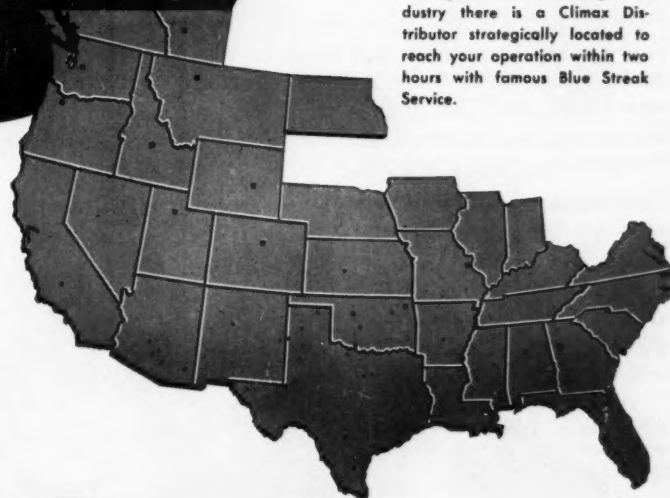 dustry there is a Climax Dis-
tributor strategically located to
reach your operation within two
hours with famous Blue Streak
Service.